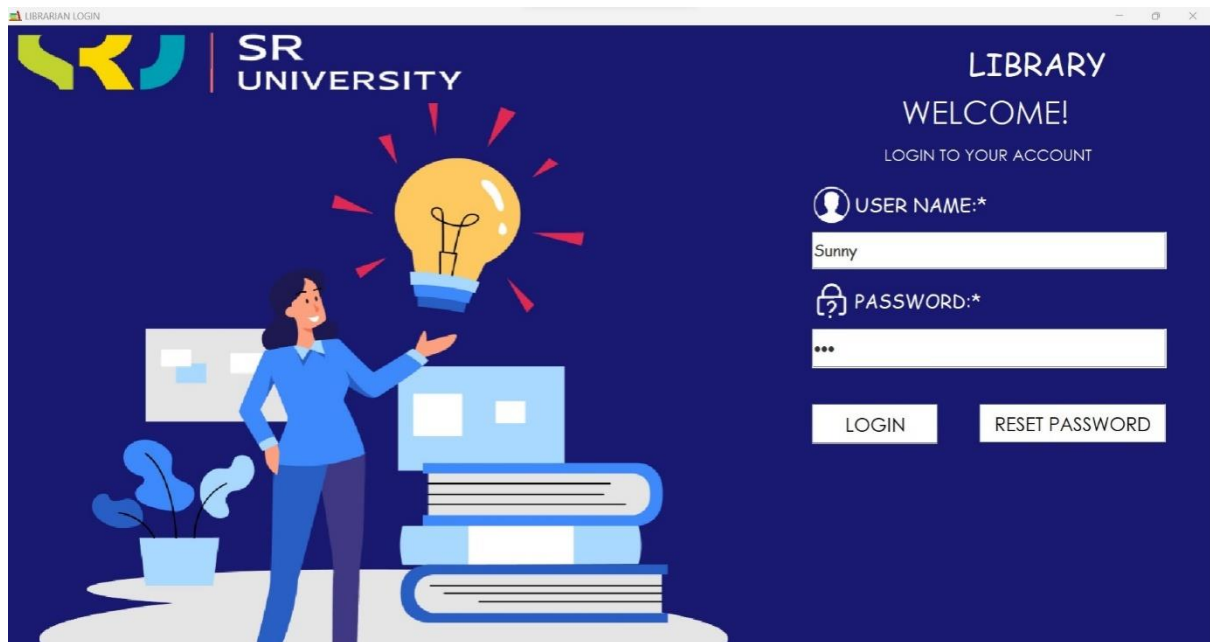 LIBRARIAN LOGIN
SR
UNIVERSITY
LIBRARY
WELCOME!
LOGIN TO YOUR ACCOUNT
USER NAME:*
Sunny
PASSWORD:*
•••
LOGIN
RESET PASSWORD